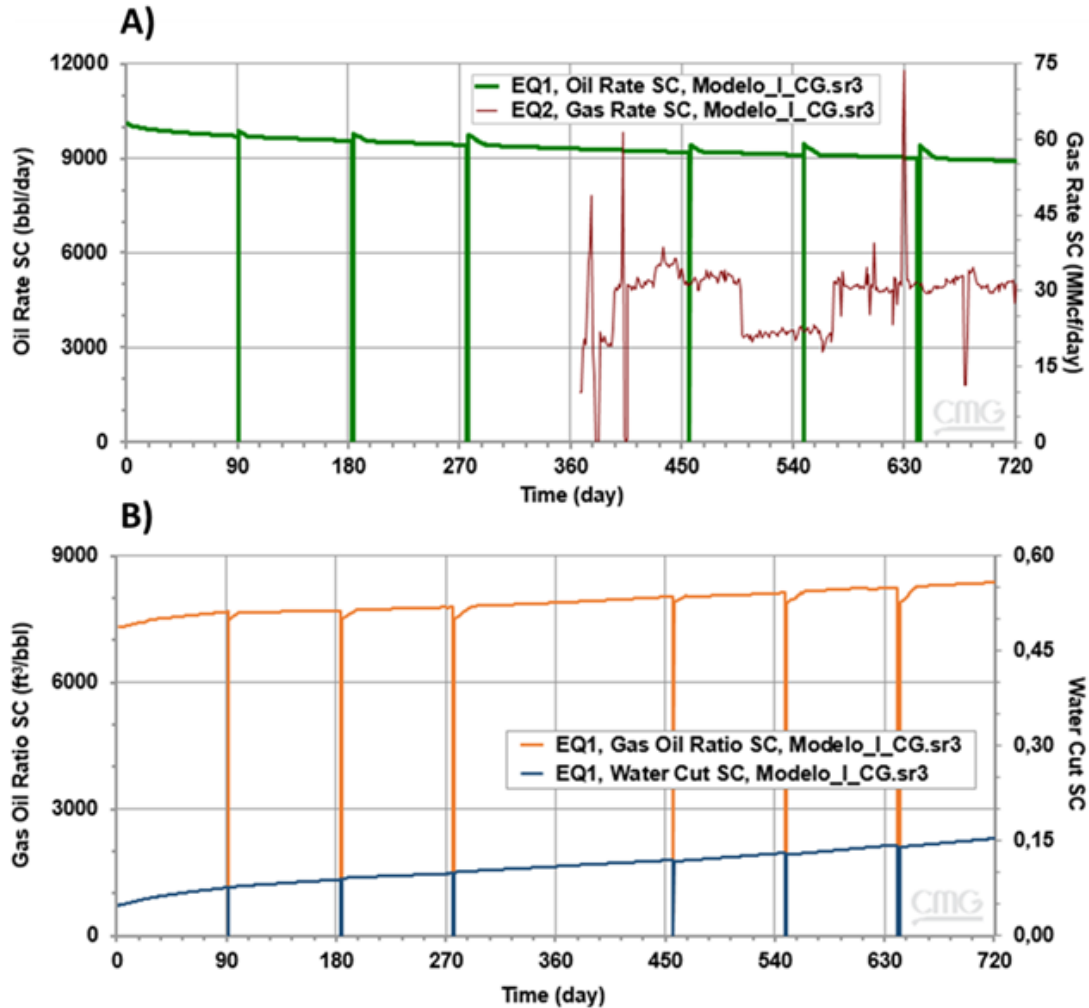 A)
EQ1, Oil Rate SC, Modelo_I_CG.sr3
EQ2, Gas Rate SC, Modelo_I_CG.sr3
Oil Rate SC (bbl/day)
12000
9000
6000
3000
0
Gas Rate SC (MMcf/day)
75
60
45
30
15
0
CMG
0 90 180 270 360 450 540 630 720
Time (day)
B)
Gas Oil Ratio SC (ft³/bbl)
9000
6000
3000
0
Water Cut SC
0,60
0,45
0,30
0,15
0,00
EQ1, Gas Oil Ratio SC, Modelo_I_CG.sr3
EQ1, Water Cut SC, Modelo_I_CG.sr3
CMG
0 90 180 270 360 450 540 630 720
Time (day)